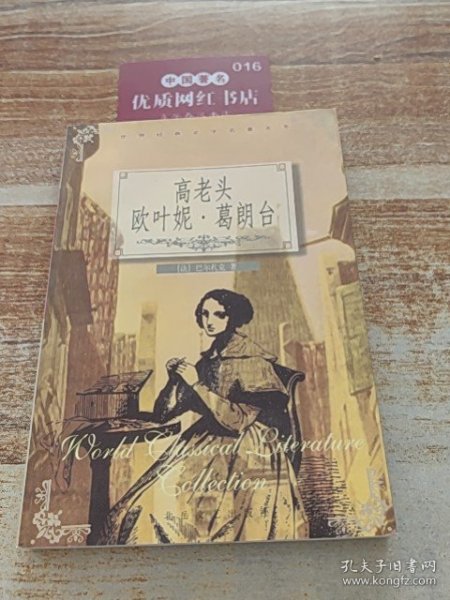 016
中国著名
优质网红书店
世界经典文学名著
高老头
欧叶妮·葛朗台
[法]巴尔扎克 著
World Classical Literature
Collection
孔夫子旧书网
www.kongfz.com